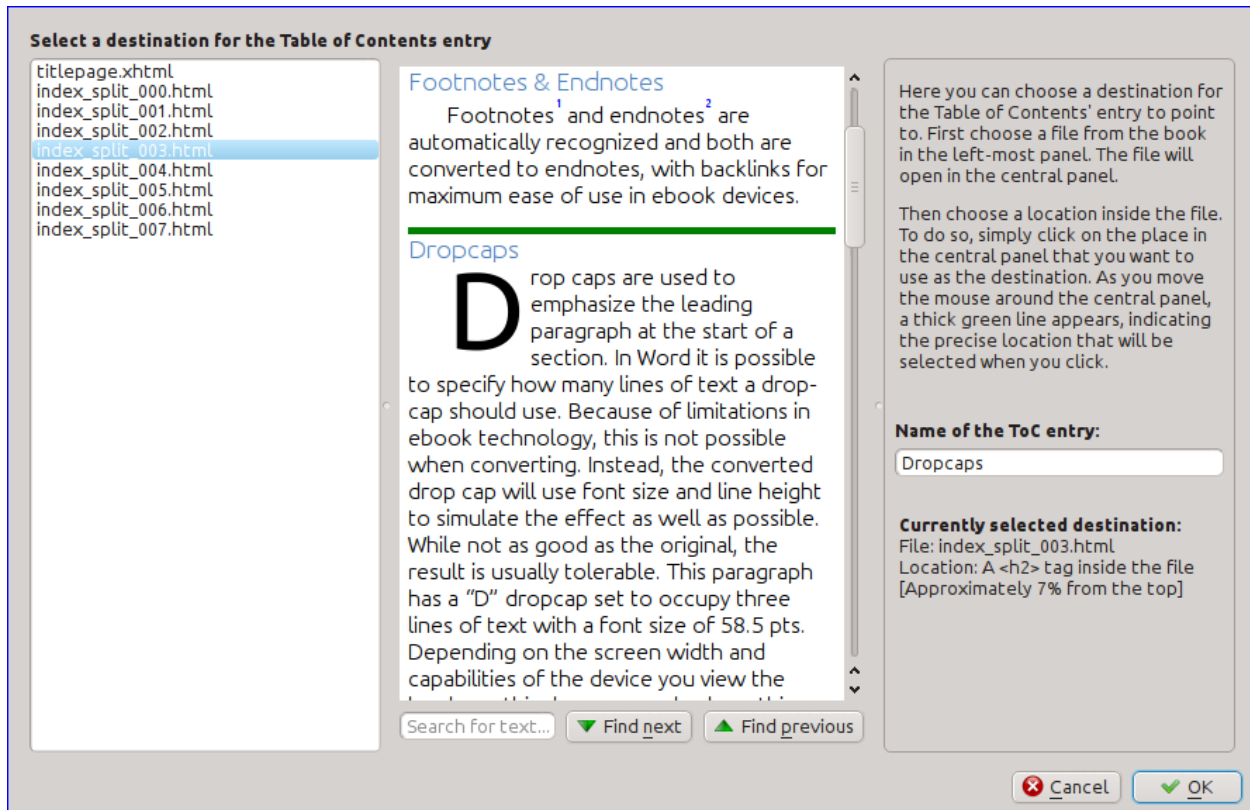 Select a destination for the Table of Contents entry
titlepage.xhtml
index_split_000.html
index_split_001.html
index_split_002.html
index_split_003.html
index_split_004.html
index_split_005.html
index_split_006.html
index_split_007.html
Footnotes & Endnotes
Footnotes1 and endnotes2 are
automatically recognized and both are
converted to endnotes, with backlinks for
maximum ease of use in ebook devices.
Dropcaps
Drop caps are used to
emphasize the leading
paragraph at the start of a
section. In Word it is possible
to specify how many lines of text a drop-
cap should use. Because of limitations in
ebook technology, this is not possible
when converting. Instead, the converted
drop cap will use font size and line height
to simulate the effect as well as possible.
While not as good as the original, the
result is usually tolerable. This paragraph
has a “D” dropcap set to occupy three
lines of text with a font size of 58.5 pts.
Depending on the screen width and
capabilities of the device you view the
Search for text...
Find next
Find previous
Here you can choose a destination for
the Table of Contents' entry to point
to. First choose a file from the book
in the left-most panel. The file will
open in the central panel.
Then choose a location inside the file.
To do so, simply click on the place in
the central panel that you want to
use as the destination. As you move
the mouse around the central panel,
a thick green line appears, indicating
the precise location that will be
selected when you click.
Name of the ToC entry:
Dropcaps
Currently selected destination:
File: index_split_003.html
Location: A <h2> tag inside the file
[Approximately 7% from the top]
Cancel
OK